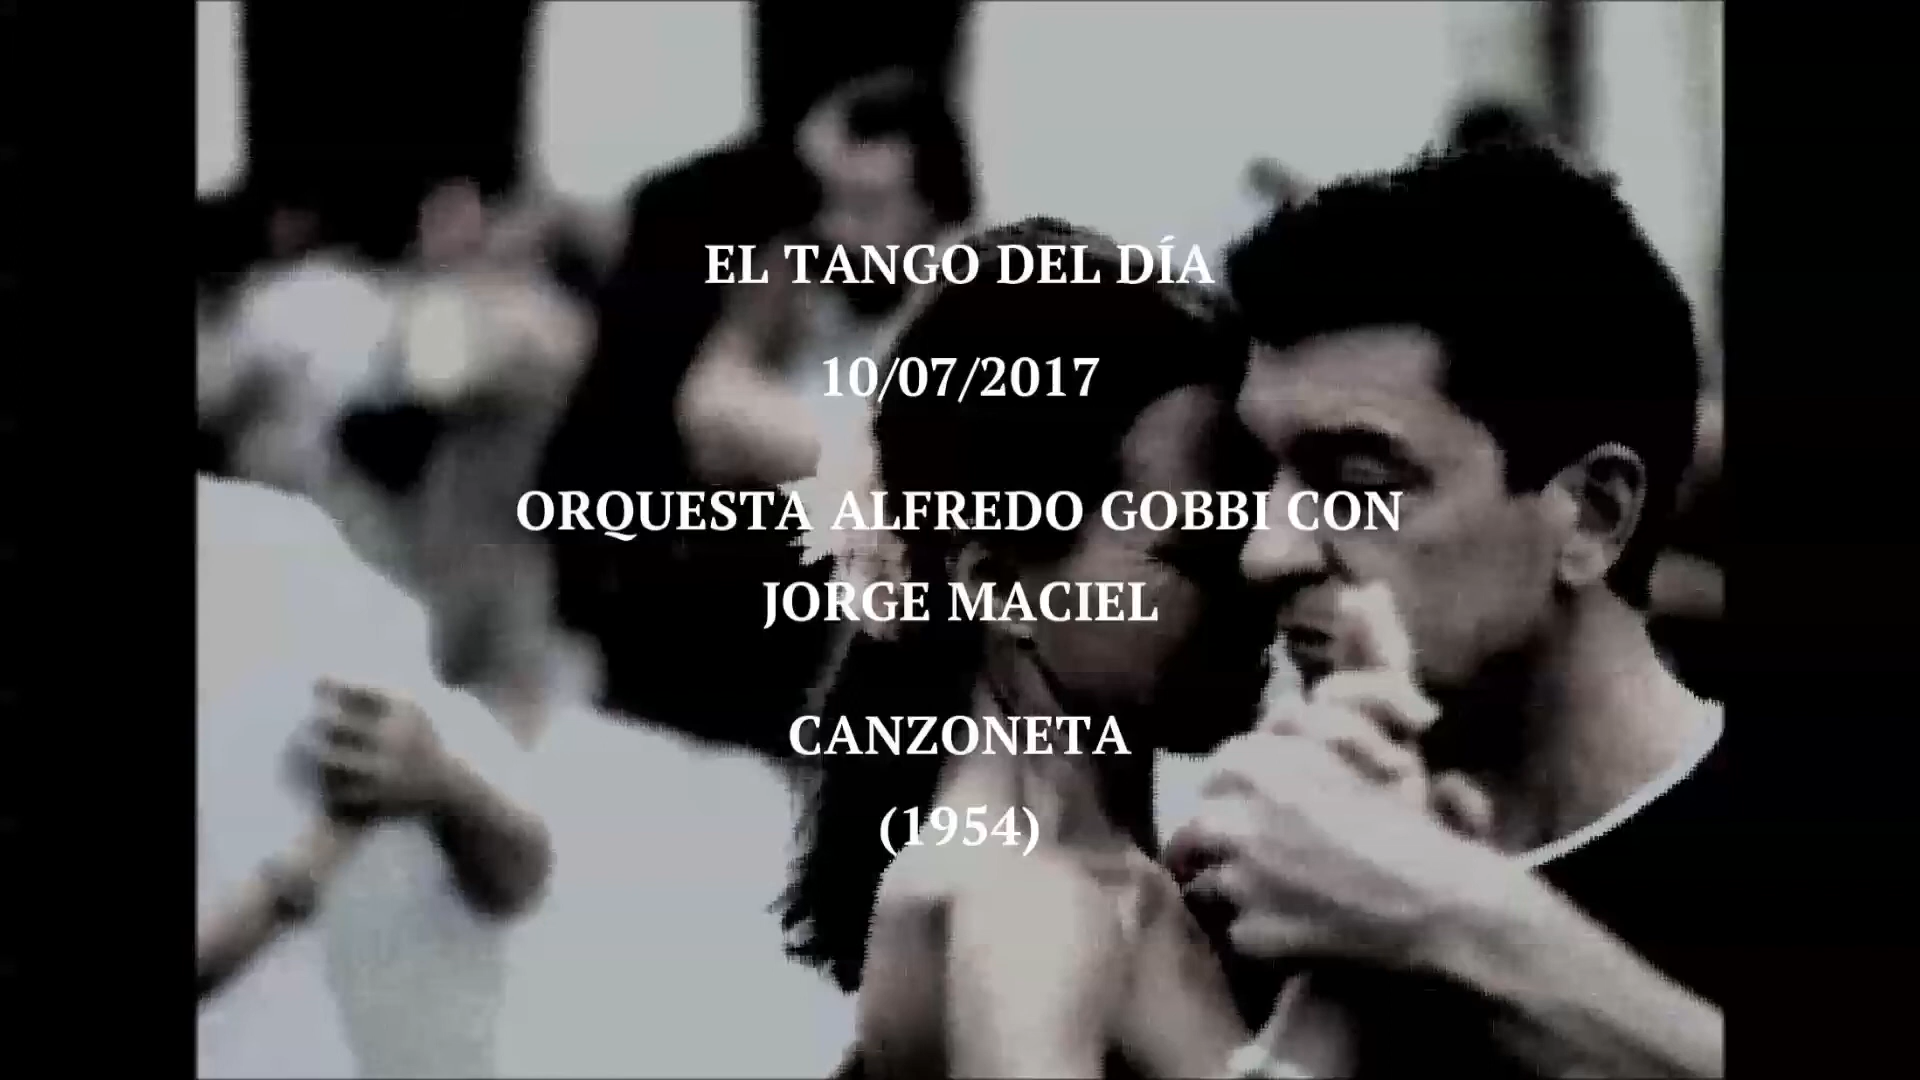 EL TANGO DEL DÍA
10/07/2017
ORQUESTA ALFREDO GOBBI CON
JORGE MACIEL
CANZONETA
(1954)